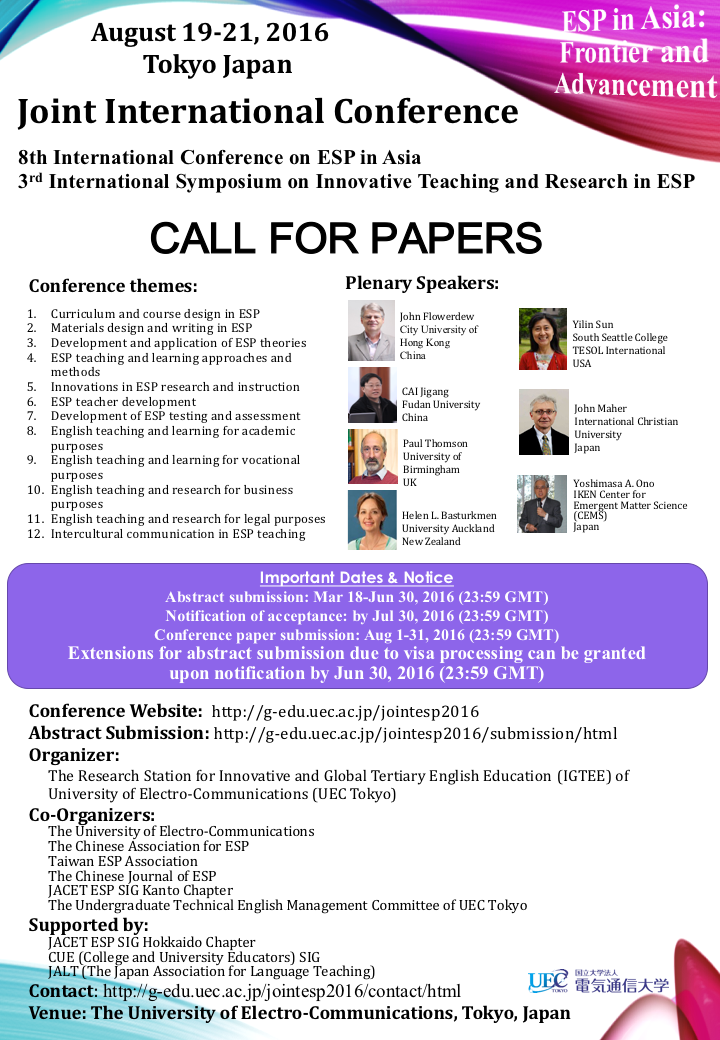 August 19-21, 2016
Tokyo Japan
ESP in Asia:
Frontier and
Advancement
Joint International Conference
8th International Conference on ESP in Asia
3rd International Symposium on Innovative Teaching and Research in ESP
CALL FOR PAPERS
Conference themes:
1. Curriculum and course design in ESP
2. Materials design and writing in ESP
3. Development and application of ESP theories
4. ESP teaching and learning approaches and
methods
5. Innovations in ESP research and instruction
6. ESP teacher development
7. Development of ESP testing and assessment
8. English teaching and learning for academic
purposes
9. English teaching and learning for vocational
purposes
10. English teaching and research for business
purposes
11. English teaching and research for legal purposes
12. Intercultural communication in ESP teaching
Plenary Speakers:
John Flowerdew
City University of
Hong Kong
China
CAI Jigang
Fudan University
China
Paul Thomson
University of
Birmingham
UK
Helen L. Basturkmen
University Auckland
New Zealand
Yilin Sun
South Seattle College
TESOL International
USA
John Maher
International Christian
University
Japan
Yoshimasa A. Ono
IKEN Center for
Emergent Matter Science
(CEMS)
Japan
Important Dates & Notice
Abstract submission: Mar 18-Jun 30, 2016 (23:59 GMT)
Notification of acceptance: by Jul 30, 2016 (23:59 GMT)
Conference paper submission: Aug 1-31, 2016 (23:59 GMT)
Extensions for abstract submission due to visa processing can be granted
upon notification by Jun 30, 2016 (23:59 GMT)
Conference Website: http://g-edu.uec.ac.jp/jointesp2016
Abstract Submission: http://g-edu.uec.ac.jp/jointesp2016/submission/html
Organizer:
The Research Station for Innovative and Global Tertiary English Education (IGTEE) of
University of Electro-Communications (UEC Tokyo)
Co-Organizers:
The University of Electro-Communications
The Chinese Association for ESP
Taiwan ESP Association
The Chinese Journal of ESP
JACET ESP SIG Kanto Chapter
The Undergraduate Technical English Management Committee of UEC Tokyo
Supported by:
JACET ESP SIG Hokkaido Chapter
CUE (College and University Educators) SIG
JALT (The Japan Association for Language Teaching)
Contact: http://g-edu.uec.ac.jp/jointesp2016/contact/html
Venue: The University of Electro-Communications, Tokyo, Japan
UEC
TOKYO
国立大学法人
電気通信大学